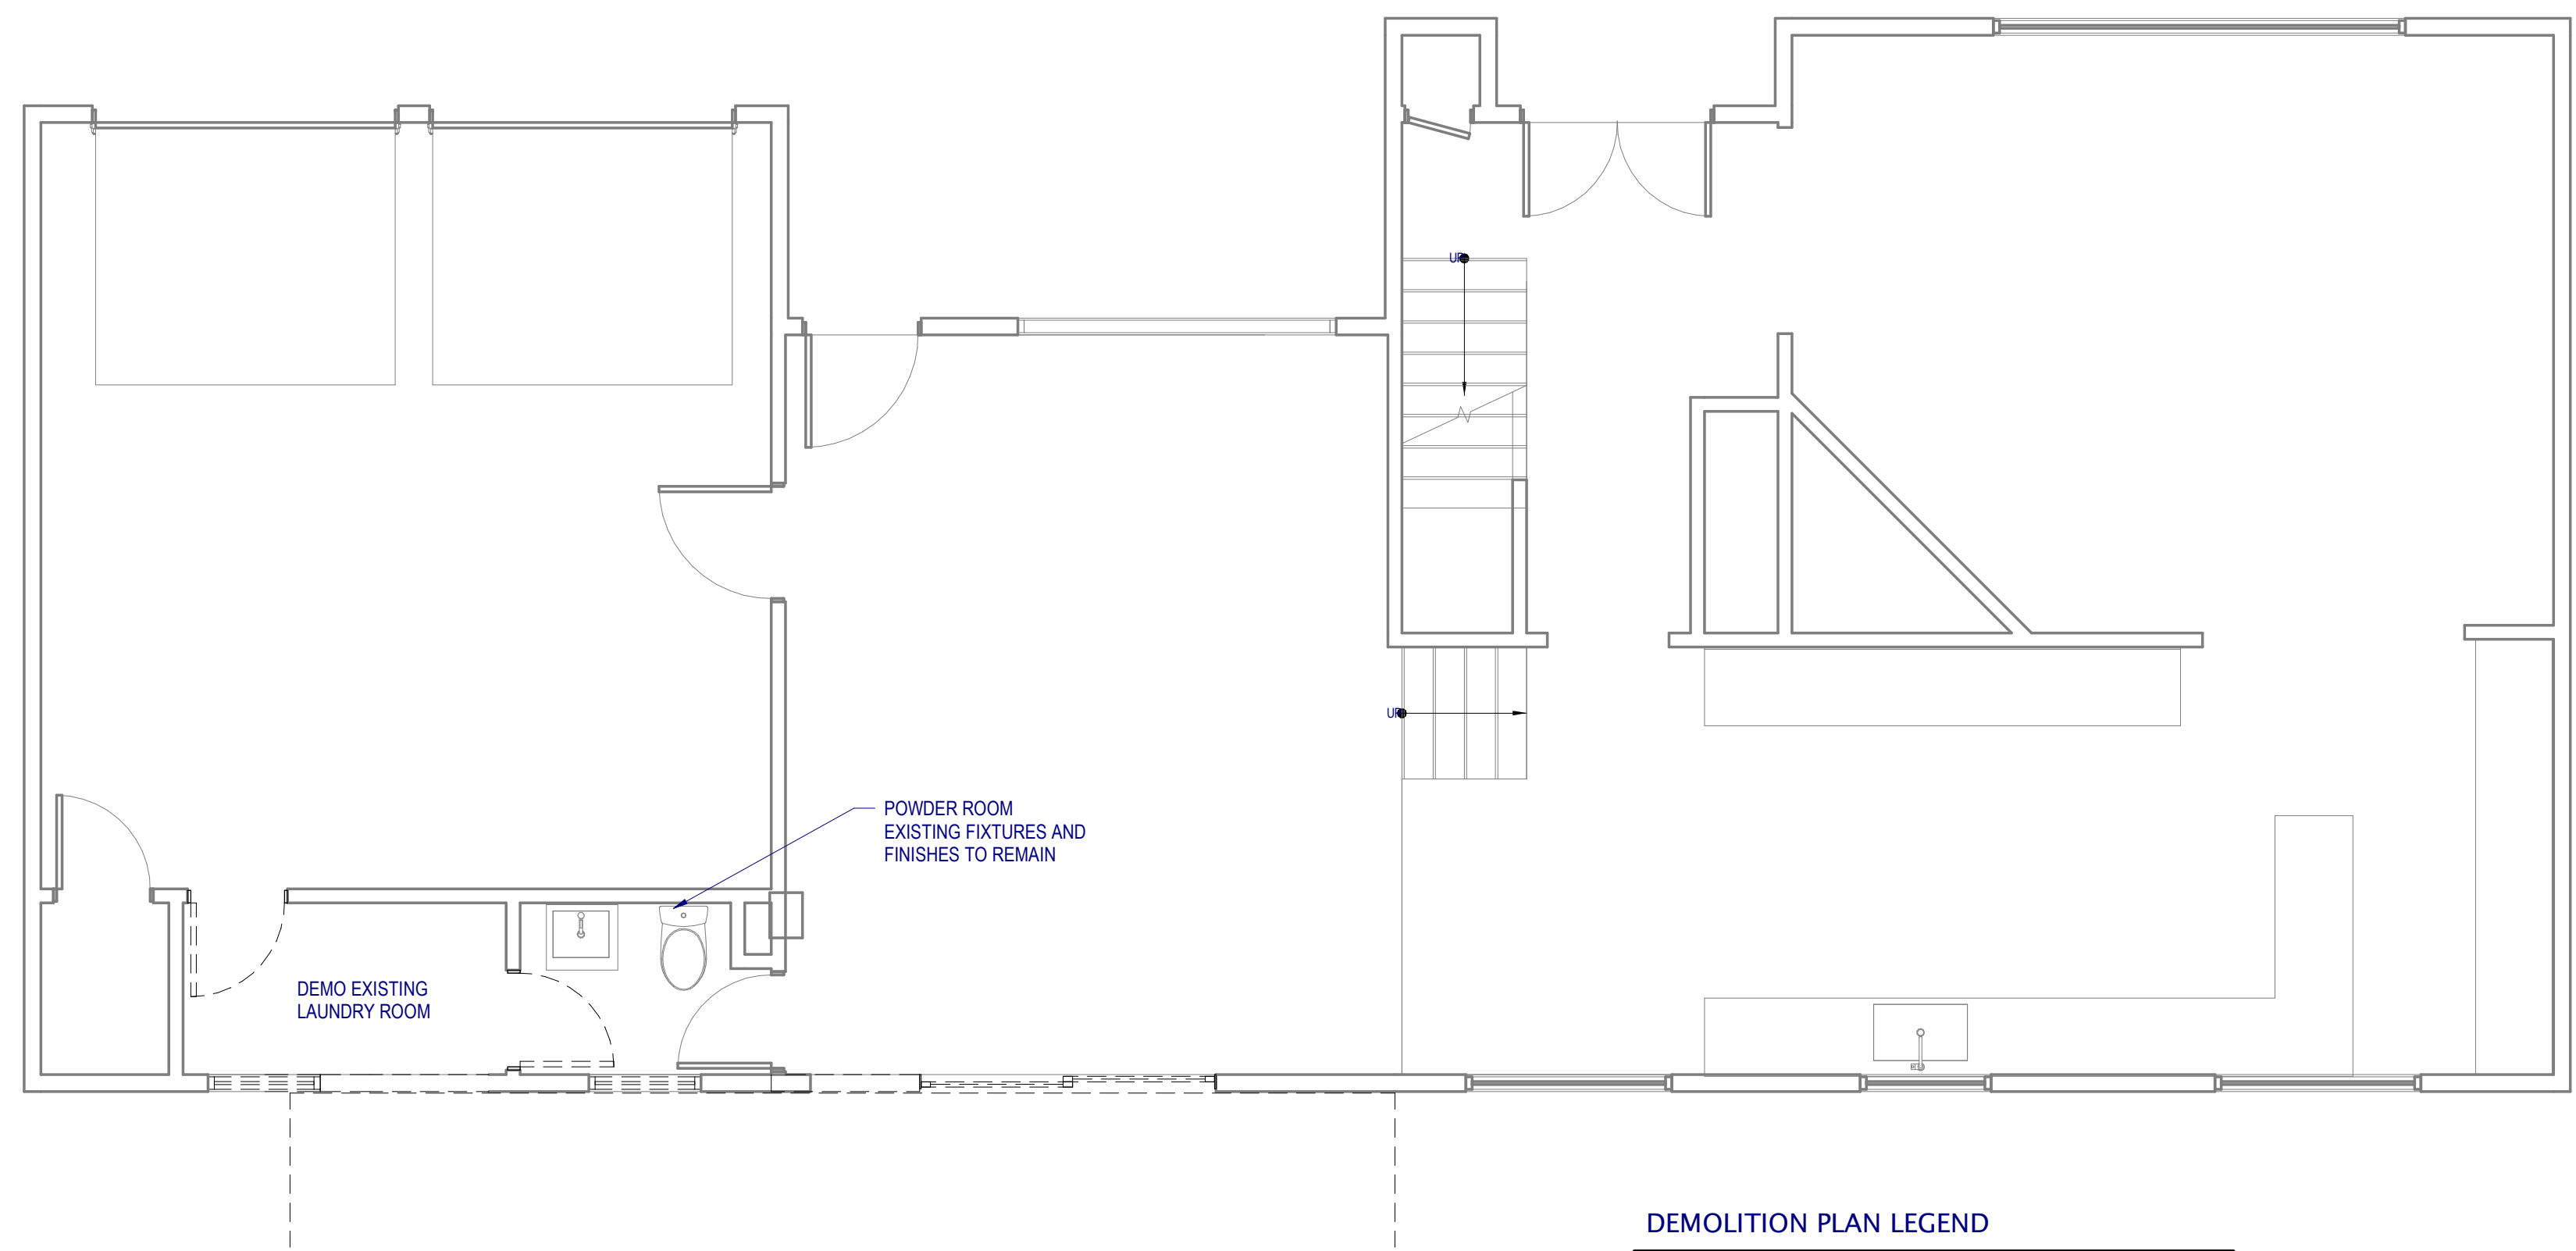 UP
UP
POWDER ROOM
EXISTING FIXTURES AND
FINISHES TO REMAIN
DEMO EXISTING
LAUNDRY ROOM
DEMOLITION PLAN LEGEND